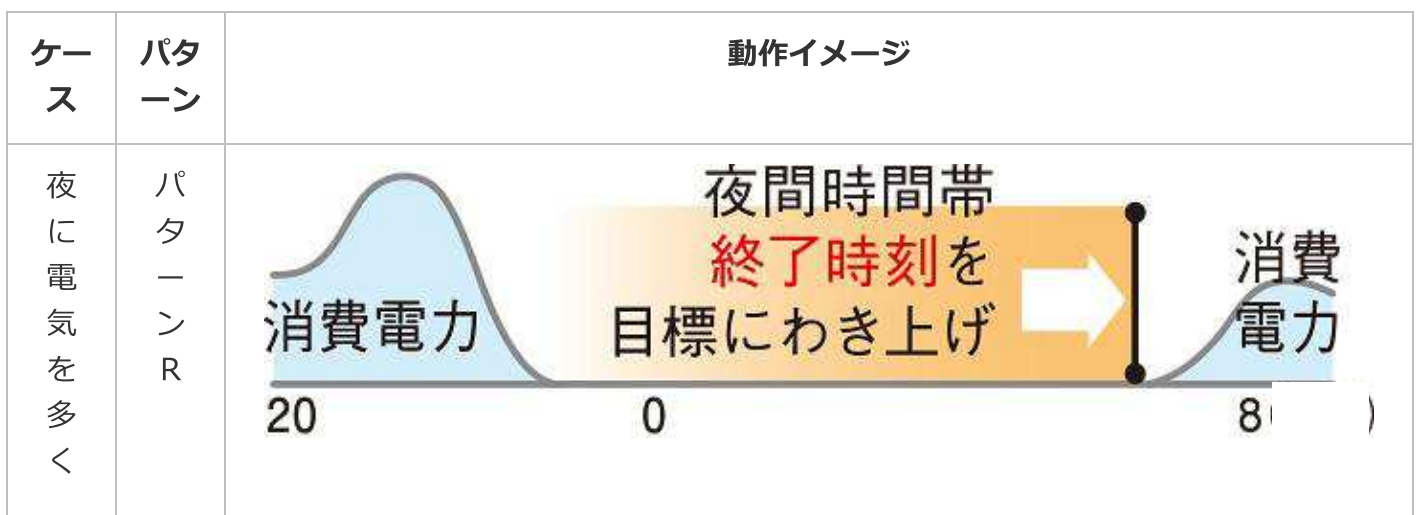 ケー
ス
パタ
ーン
動作イメージ
夜
に
電
気
を
多
く
パ
タ
ー
ン
R
夜間時間帯
終了時刻を
目標にわき上げ
消費電力
消費
電力
20
0
8( )